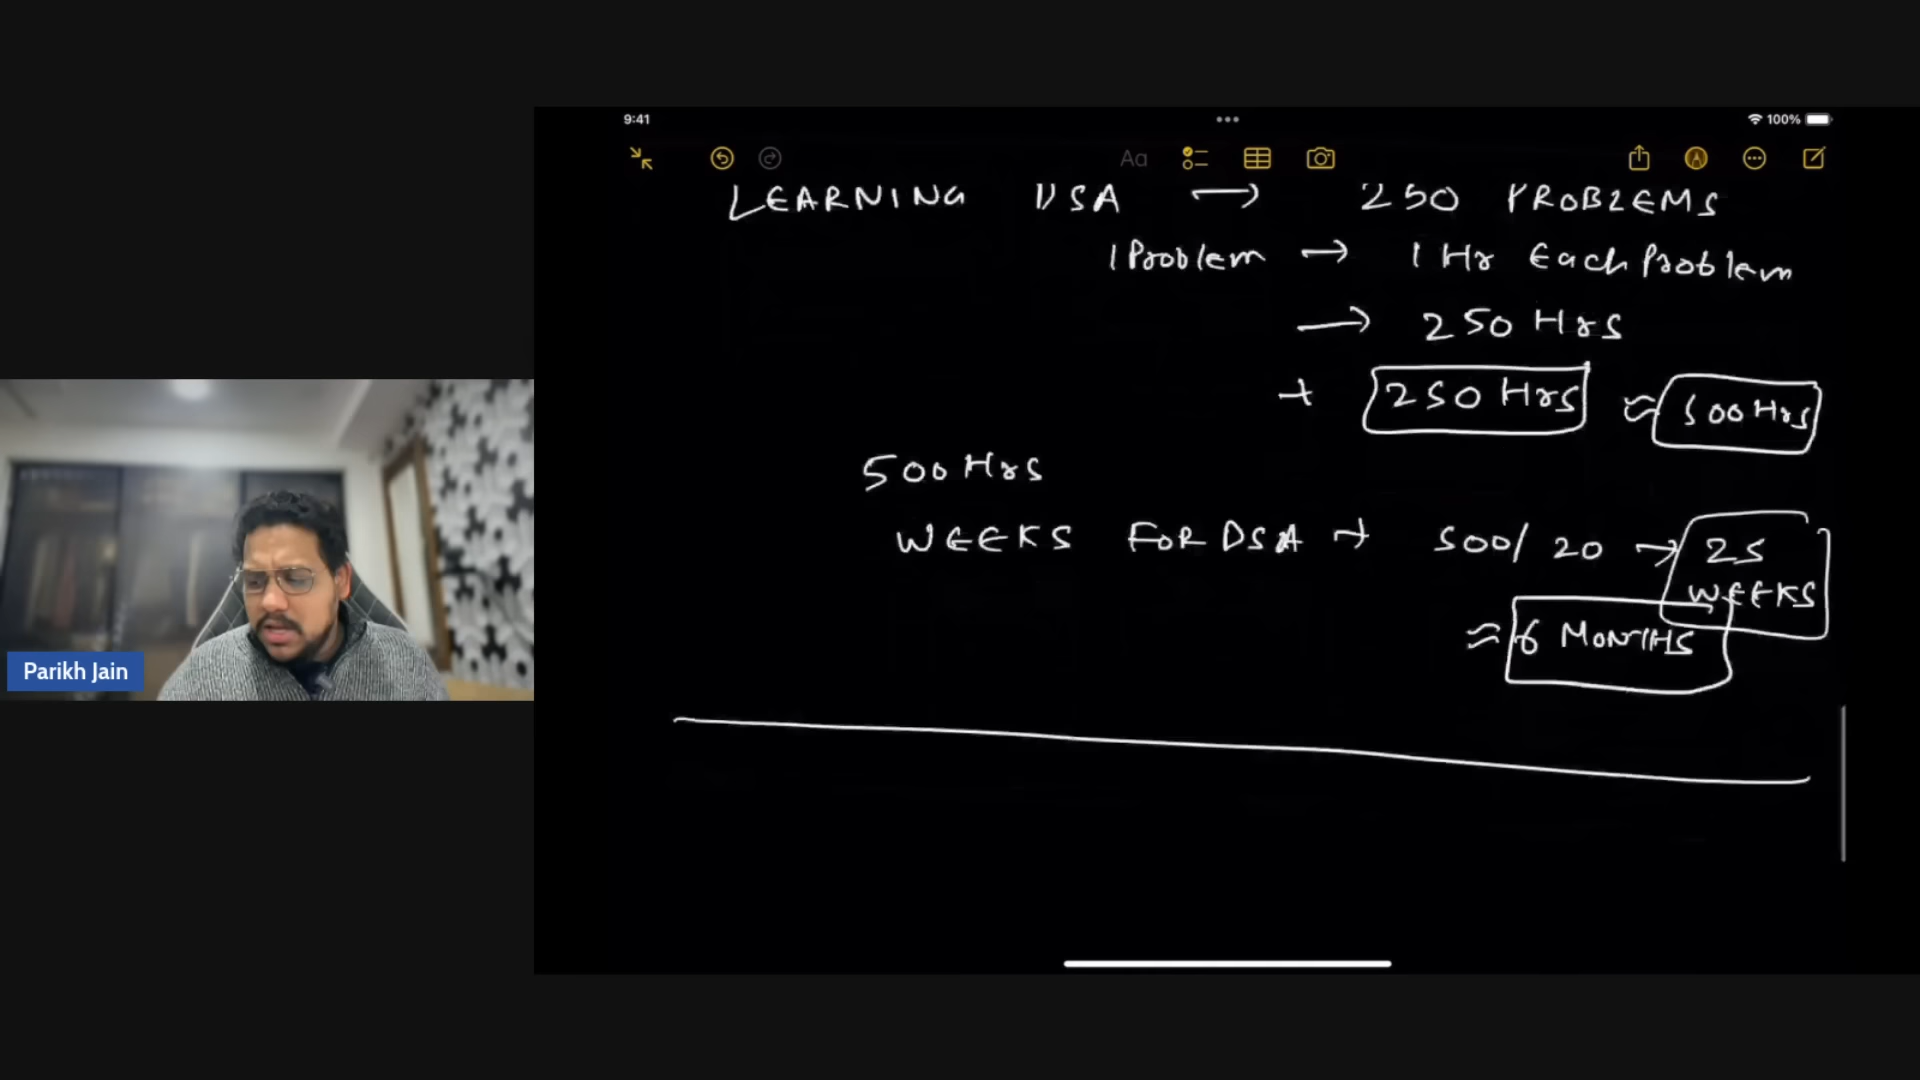 9:41
100%
Aa
LEARNING DSA → 250 PROBLEMS
1 Problem → 1 Hr Each Problem
→ 250 Hrs
+ 250 Hrs ≈ 500 Hrs
500 Hrs
WEEKS FOR DSA → 500/20 → 25 WEEKS
≈ 6 MONTHS
Parikh Jain